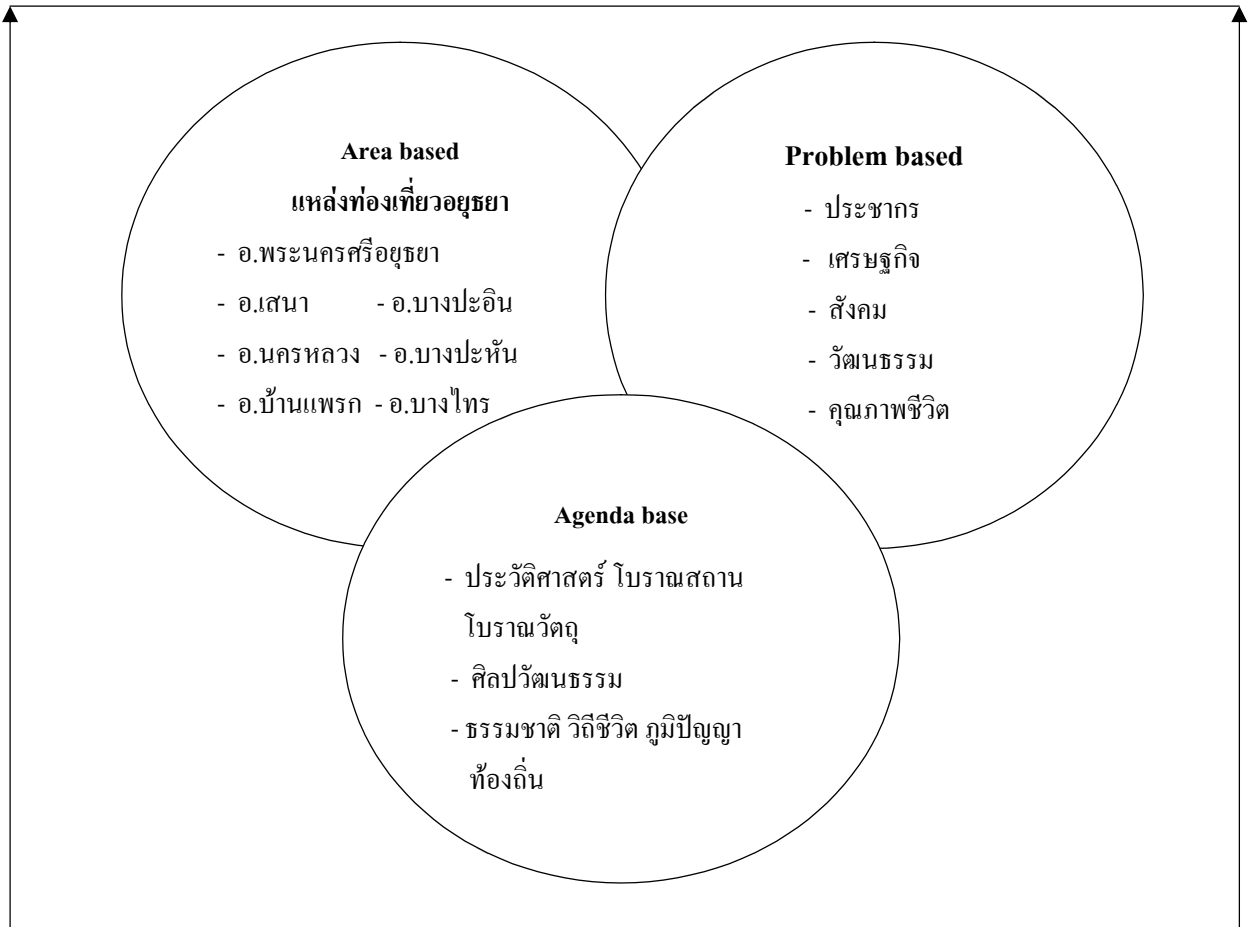 Area based
แหล่งท่องเที่ยวอยุธยา
- อ.พระนครศรีอยุธยา
- อ.เสนา - อ.บางปะอิน
- อ.นครหลวง - อ.บางปะหัน
- อ.บ้านแพรก - อ.บางไทร
Problem based
- ประชากร
- เศรษฐกิจ
- สังคม
- วัฒนธรรม
- คุณภาพชีวิต
Agenda base
- ประวัติศาสตร์ โบราณสถาน
โบราณวัตถุ
- ศิลปวัฒนธรรม
- ธรรมชาติ วิถีชีวิต ภูมิปัญญา
ท้องถิ่น